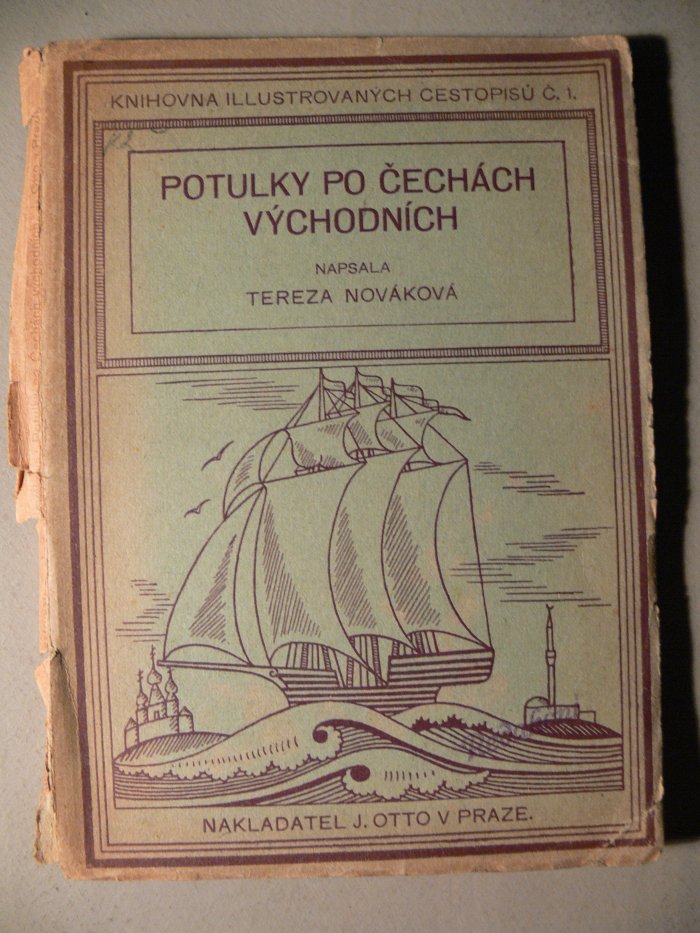 KNIHOVNA ILLUSTROVANÝCH CESTOPISŮ Č. 1.
POTULKY PO ČECHÁCH
VÝCHODNÍCH
NAPSALA
TEREZA NOVÁKOVÁ
NAKLADATEL J. OTTO V PRAZE.